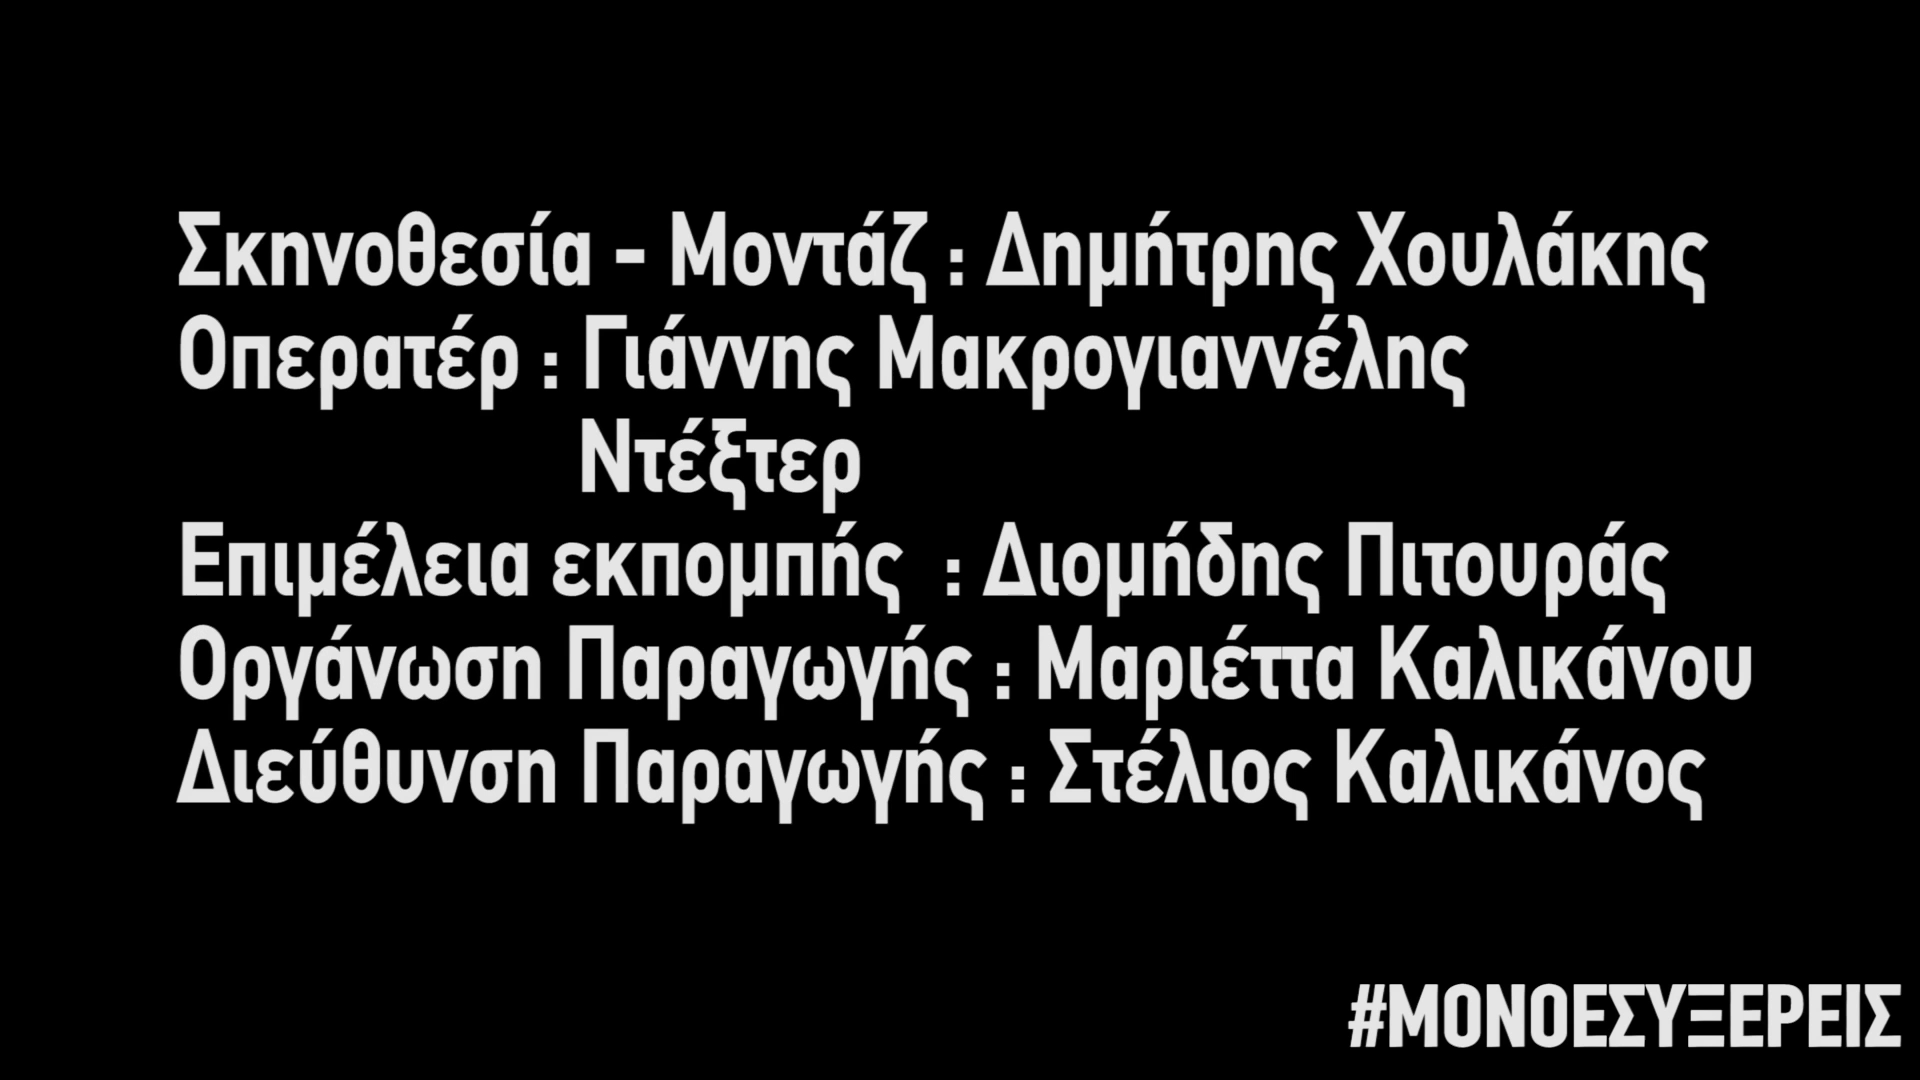 Σκηνοθεσία - Μοντάζ : Δημήτρης Χουλάκης
Οπερατέρ : Γιάννης Μακρογιαννέλης
Ντέξτερ
Επιμέλεια εκπομπής : Διομήδης Πιτουράς
Οργάνωση Παραγωγής : Μαριέττα Καλικάνου
Διεύθυνση Παραγωγής : Στέλιος Καλικάνος
#ΜΟΝΟΕΣΥΞΕΡΕΙΣ